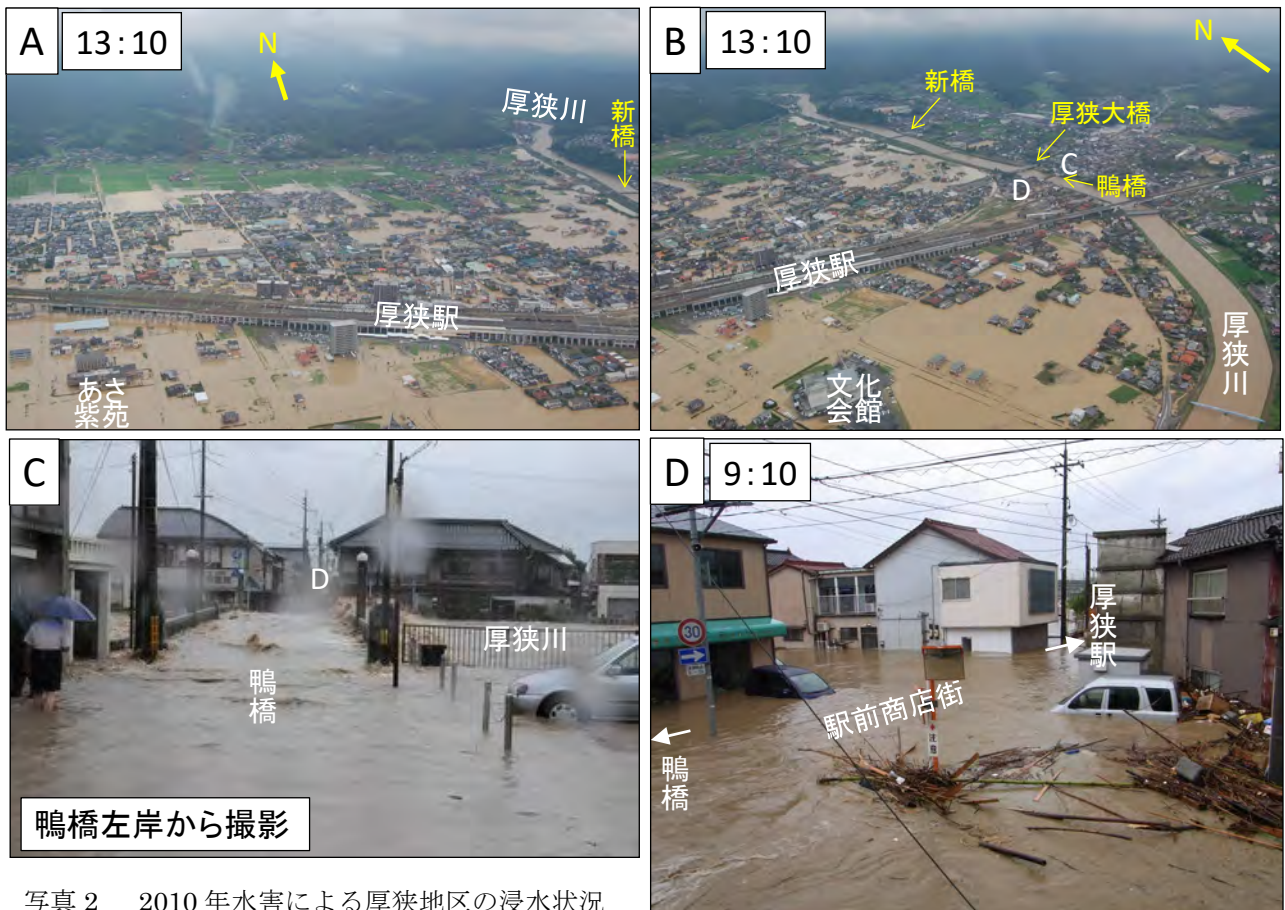 A 13:10
N
厚狭川
新橋
厚狭駅
あさ
紫苑
B 13:10
N
新橋
厚狭大橋
C
D
鴨橋
厚狭駅
文化
会館
厚狭川
C
D
厚狭川
鴨橋
鴨橋左岸から撮影
D 9:10
30
厚狭駅
駅前商店街
注意
鴨橋
写真 2 2010 年水害による厚狭地区の浸水状況